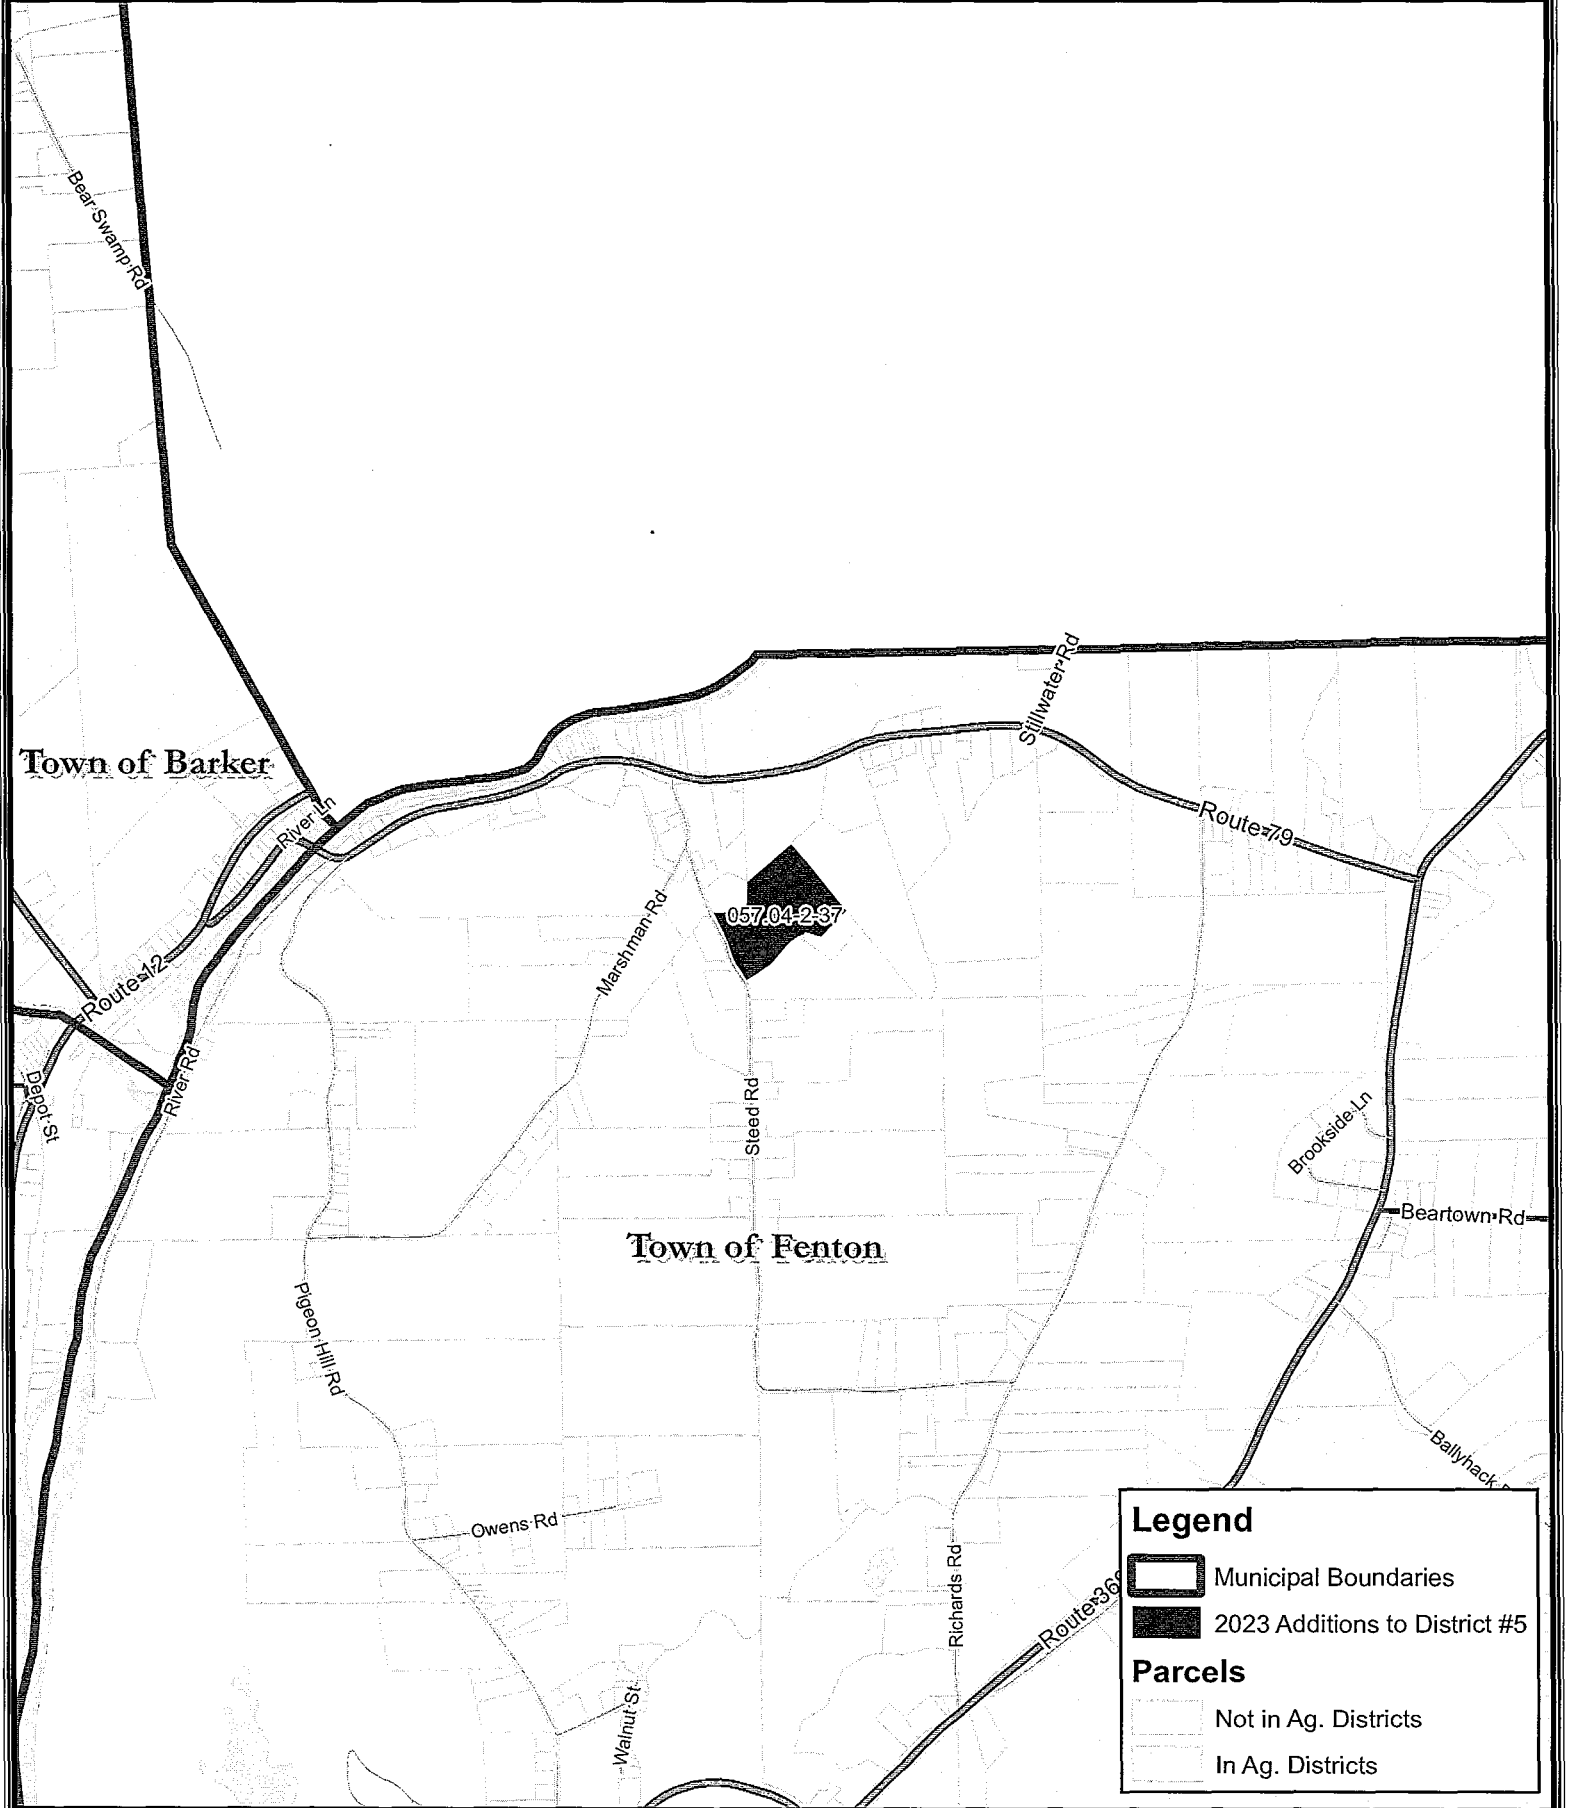 Bear Swamp Rd
Stillwater Rd
Town of Barker
River Ln
Route 79
057.04-2-37
Marshman Rd
Route 12
River Rd
Depot St
Steed Rd
Brookside Ln
Beartown Rd
Town of Fenton
Pigeon Hill Rd
Ballyhack
Owens Rd
Richards Rd
Route 369
Walnut St
Legend
Municipal Boundaries
2023 Additions to District #5
Parcels
Not in Ag. Districts
In Ag. Districts